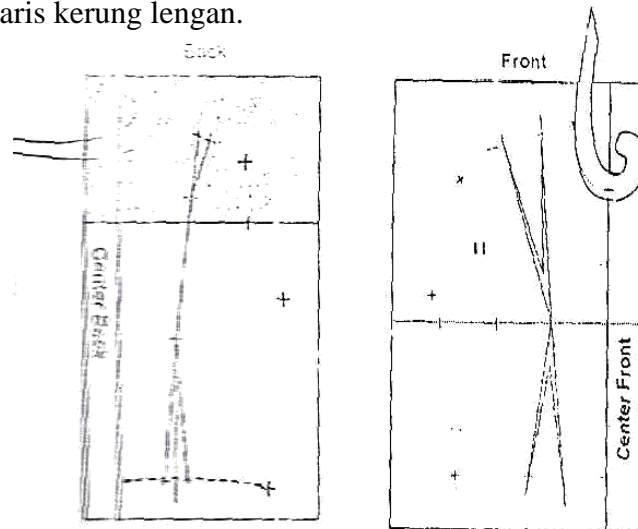 aris kerung lengan.
Back
Front
Center Back
Center Front